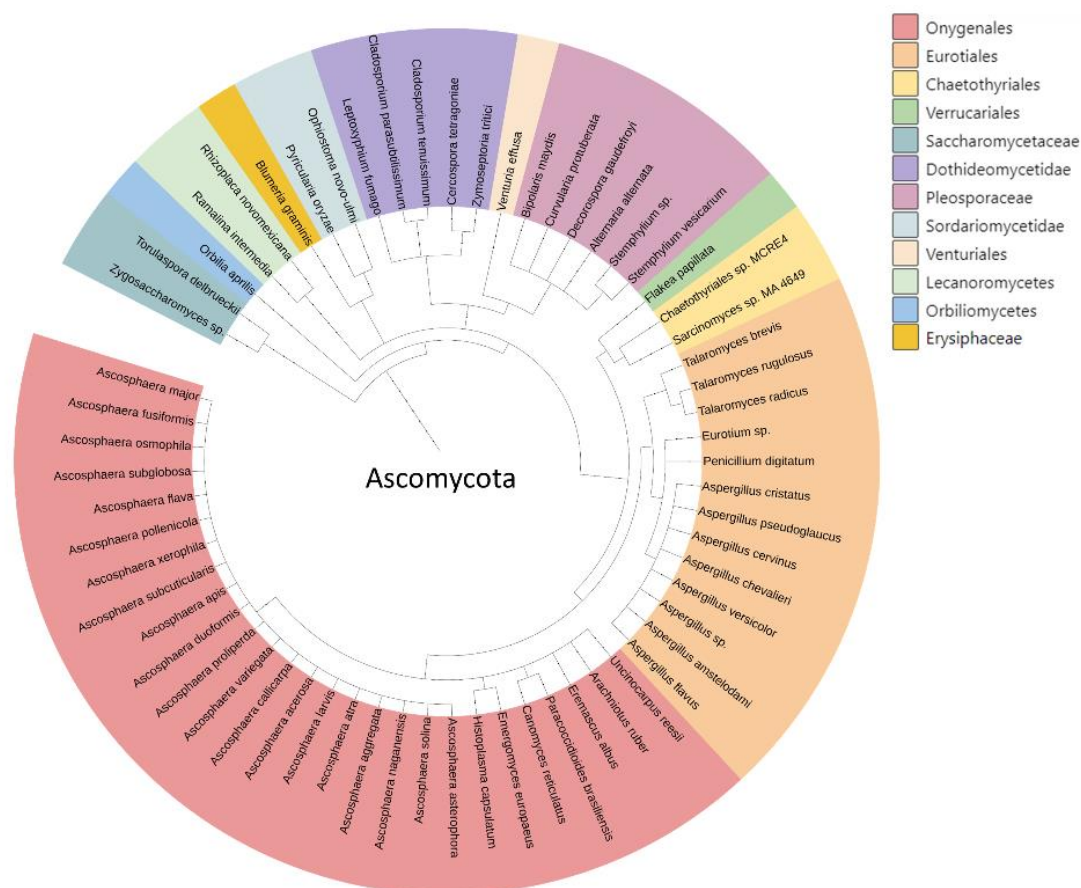 Onygenales
Eurotiales
Chaetothyriales
Verrucariales
Saccharomycetaceae
Dothideomycetidae
Pleosporaceae
Sordariomycetidae
Venturiales
Lecanoromycetes
Orbiliomycetes
Erysiphaceae
Ascomycota
Zygosaccharomyces sp.
Torulaspora delbrueckii
Orbilia aprilis
Ramalina intermedia
Rhizoplaca novomexicana
Blumeria graminis
Pyricularia oryzae
Ophiostoma novo-ulmi
Leptoxyphium fumago
Cladosporium parasubtilissimum
Cladosporium tenuissimum
Cercospora tetragoniae
Zymoseptoria tritici
Venturia effusa
Bipolaris maydis
Curvularia protuberata
Decorospora gaudefroyi
Alternaria alternata
Stemphylium sp.
Stemphylium vesicarium
Flakea papillata
Chaetothyriales sp. MCRE4
Sarcinomyces sp. MA 4649
Talaromyces brevis
Talaromyces rugulosus
Talaromyces radicus
Eurotium sp.
Penicillium digitatum
Aspergillus cristatus
Aspergillus pseudoglaucus
Aspergillus cervinus
Aspergillus chevalieri
Aspergillus versicolor
Aspergillus sp.
Aspergillus amstelodami
Aspergillus flavus
Uncinocarpus reesii
Arachniotus ruber
Eremascus albus
Paracoccidioides brasiliensis
Canomyces reticulatus
Emergomyces europaeus
Histoplasma capsulatum
Ascosphaera asterophora
Ascosphaera solina
Ascosphaera naganensis
Ascosphaera aggregata
Ascosphaera atra
Ascosphaera larvis
Ascosphaera acerosa
Ascosphaera callicarpa
Ascosphaera variegata
Ascosphaera proliperda
Ascosphaera duoformis
Ascosphaera apis
Ascosphaera subcuticularis
Ascosphaera xerophila
Ascosphaera pollenicola
Ascosphaera flava
Ascosphaera subglobosa
Ascosphaera osmophila
Ascosphaera fusiformis
Ascosphaera major